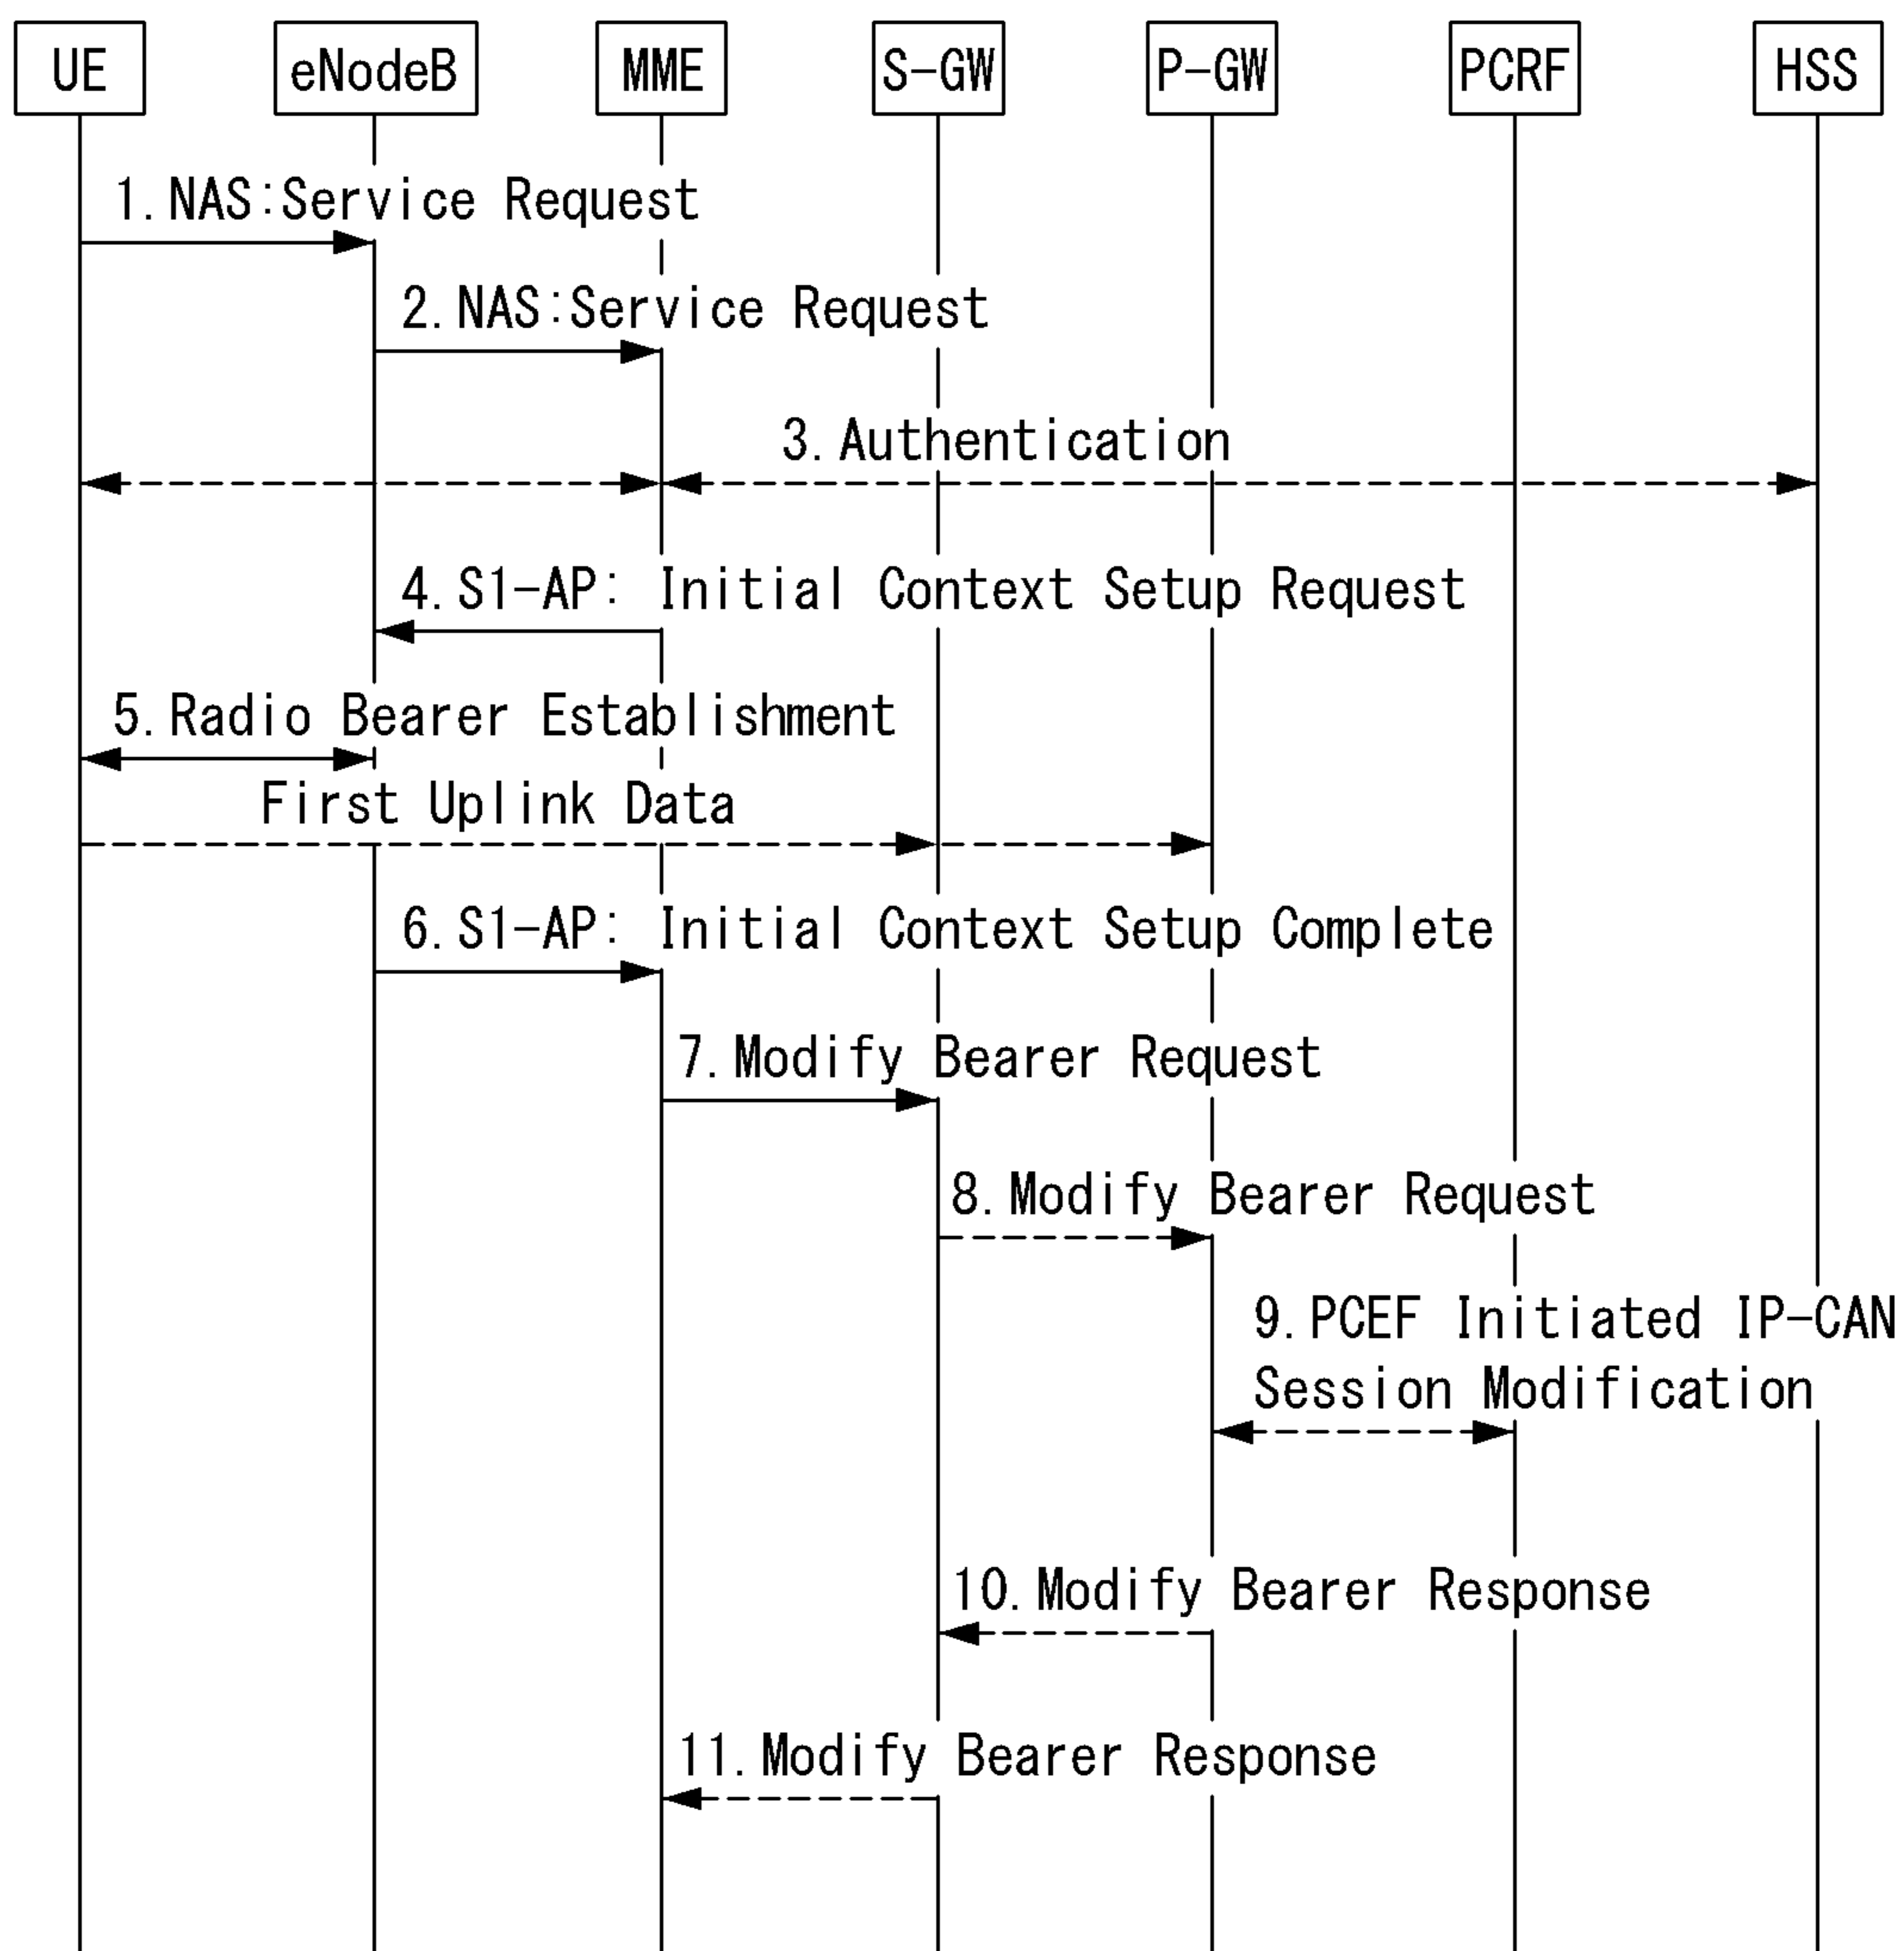 UE
eNodeB
MME
S-GW
P-GW
PCRF
HSS
1.NAS:Service Request
2.NAS:Service Request
3.Authentication
4.S1-AP: Initial Context Setup Request
5.Radio Bearer Establishment
First Uplink Data
6.S1-AP: Initial Context Setup Complete
7.Modify Bearer Request
8.Modify Bearer Request
9.PCEF Initiated IP-CAN
Session Modification
10.Modify Bearer Response
11.Modify Bearer Response